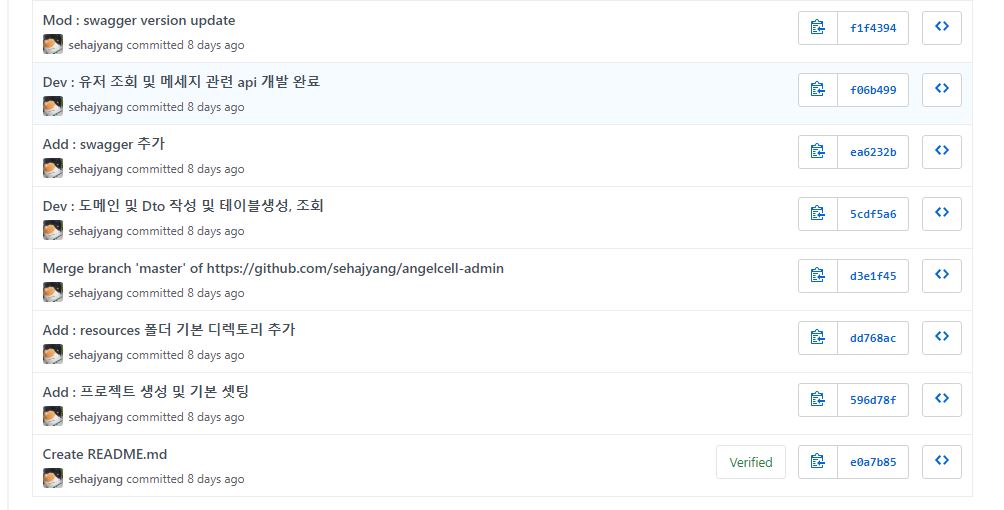 Mod : swagger version update
f1f4394
sehajyang committed 8 days ago
Dev : 유저 조회 및 메세지 관련 api 개발 완료
f06b499
sehajyang committed 8 days ago
Add : swagger 추가
ea6232b
sehajyang committed 8 days ago
Dev : 도메인 및 Dto 작성 및 테이블생성, 조회
5cdf5a6
sehajyang committed 8 days ago
Merge branch 'master' of https://github.com/sehajyang/angelcell-admin
d3e1f45
sehajyang committed 8 days ago
Add : resources 폴더 기본 디렉토리 추가
dd768ac
sehajyang committed 8 days ago
Add : 프로젝트 생성 및 기본 셋팅
596d78f
sehajyang committed 8 days ago
Create README.md
Verified
e0a7b85
sehajyang committed 8 days ago